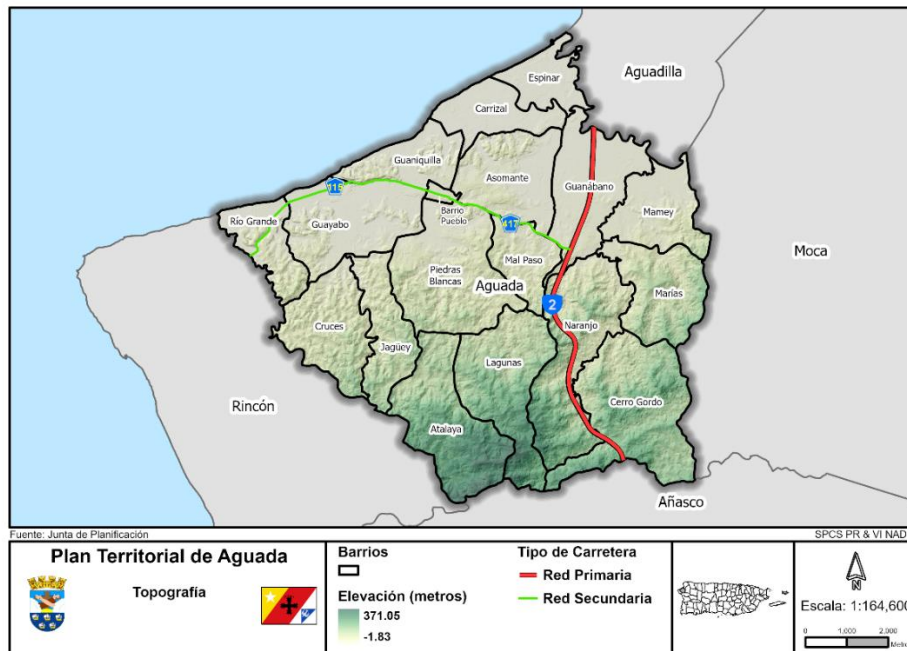 Aguadilla
Espinar
Carrizal
Guaniquilla
Asomante
Guanábano
115
Río Grande
Guayabo
Barrio
Pueblo
417
Mamey
Mal Paso
Moca
Piedras
Blancas
Aguada
2
Marías
Naranjo
Cruces
Jagüey
Lagunas
Rincón
Cerro Gordo
Atalaya
Añasco
Fuente: Junta de Planificación
SPCS PR & VI NAD
Plan Territorial de Aguada
Topografía
Barrios
Elevación (metros)
371.05
-1.83
Tipo de Carretera
Red Primaria
Red Secundaria
N
Escala: 1:164,600
0 1,000 2,000
Metro